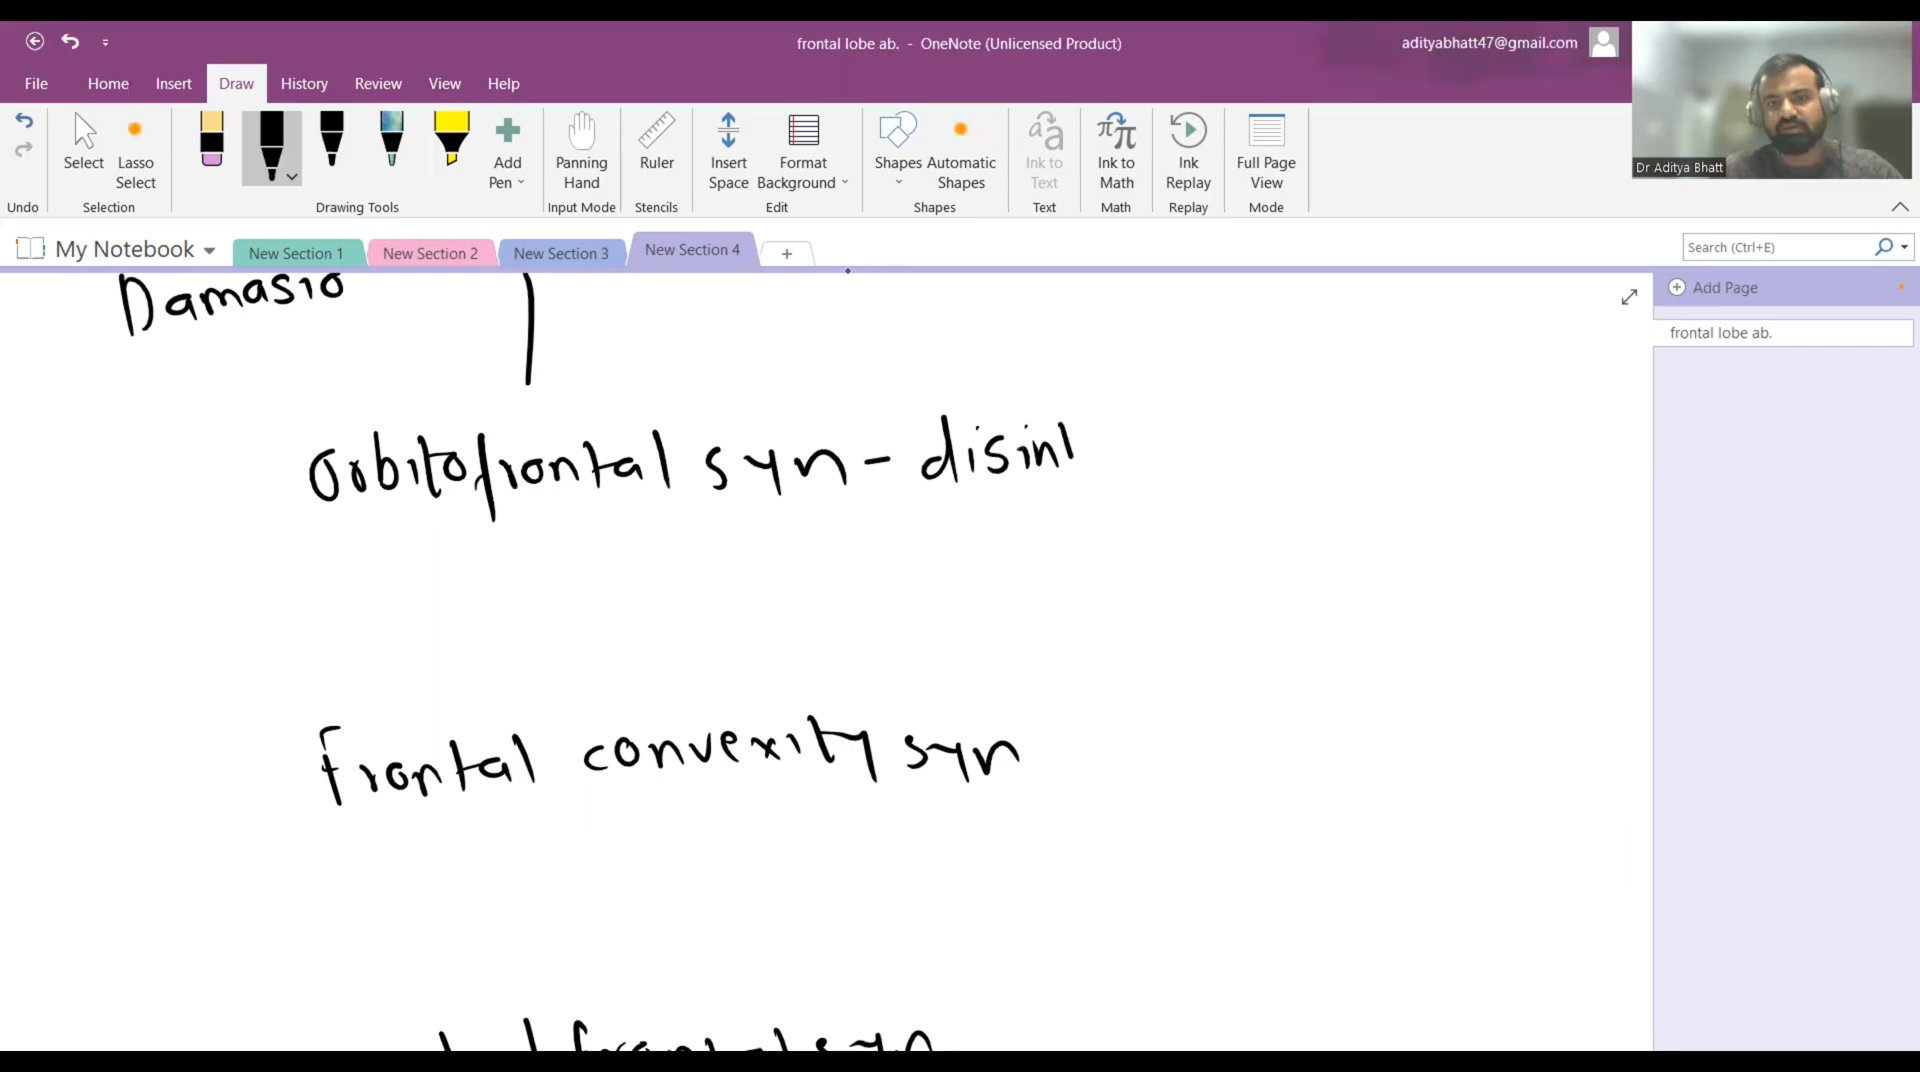 frontal lobe ab. - OneNote (Unlicensed Product)
adityabhatt47@gmail.com
File Home Insert Draw History Review View Help
Select
Lasso Select
Add Pen
Panning Hand
Ruler
Insert Space
Format Background
Shapes
Automatic Shapes
Ink to Text
Ink to Math
Ink Replay
Full Page View
Dr Aditya Bhatt
Undo Selection Drawing Tools Input Mode Stencils Edit Shapes Text Math Replay Mode
My Notebook New Section 1 New Section 2 New Section 3 New Section 4
Search (Ctrl+E)
Add Page
frontal lobe ab.
Damasio
Orbitofrontal syn - disinh
Frontal convexity syn
frontal syn